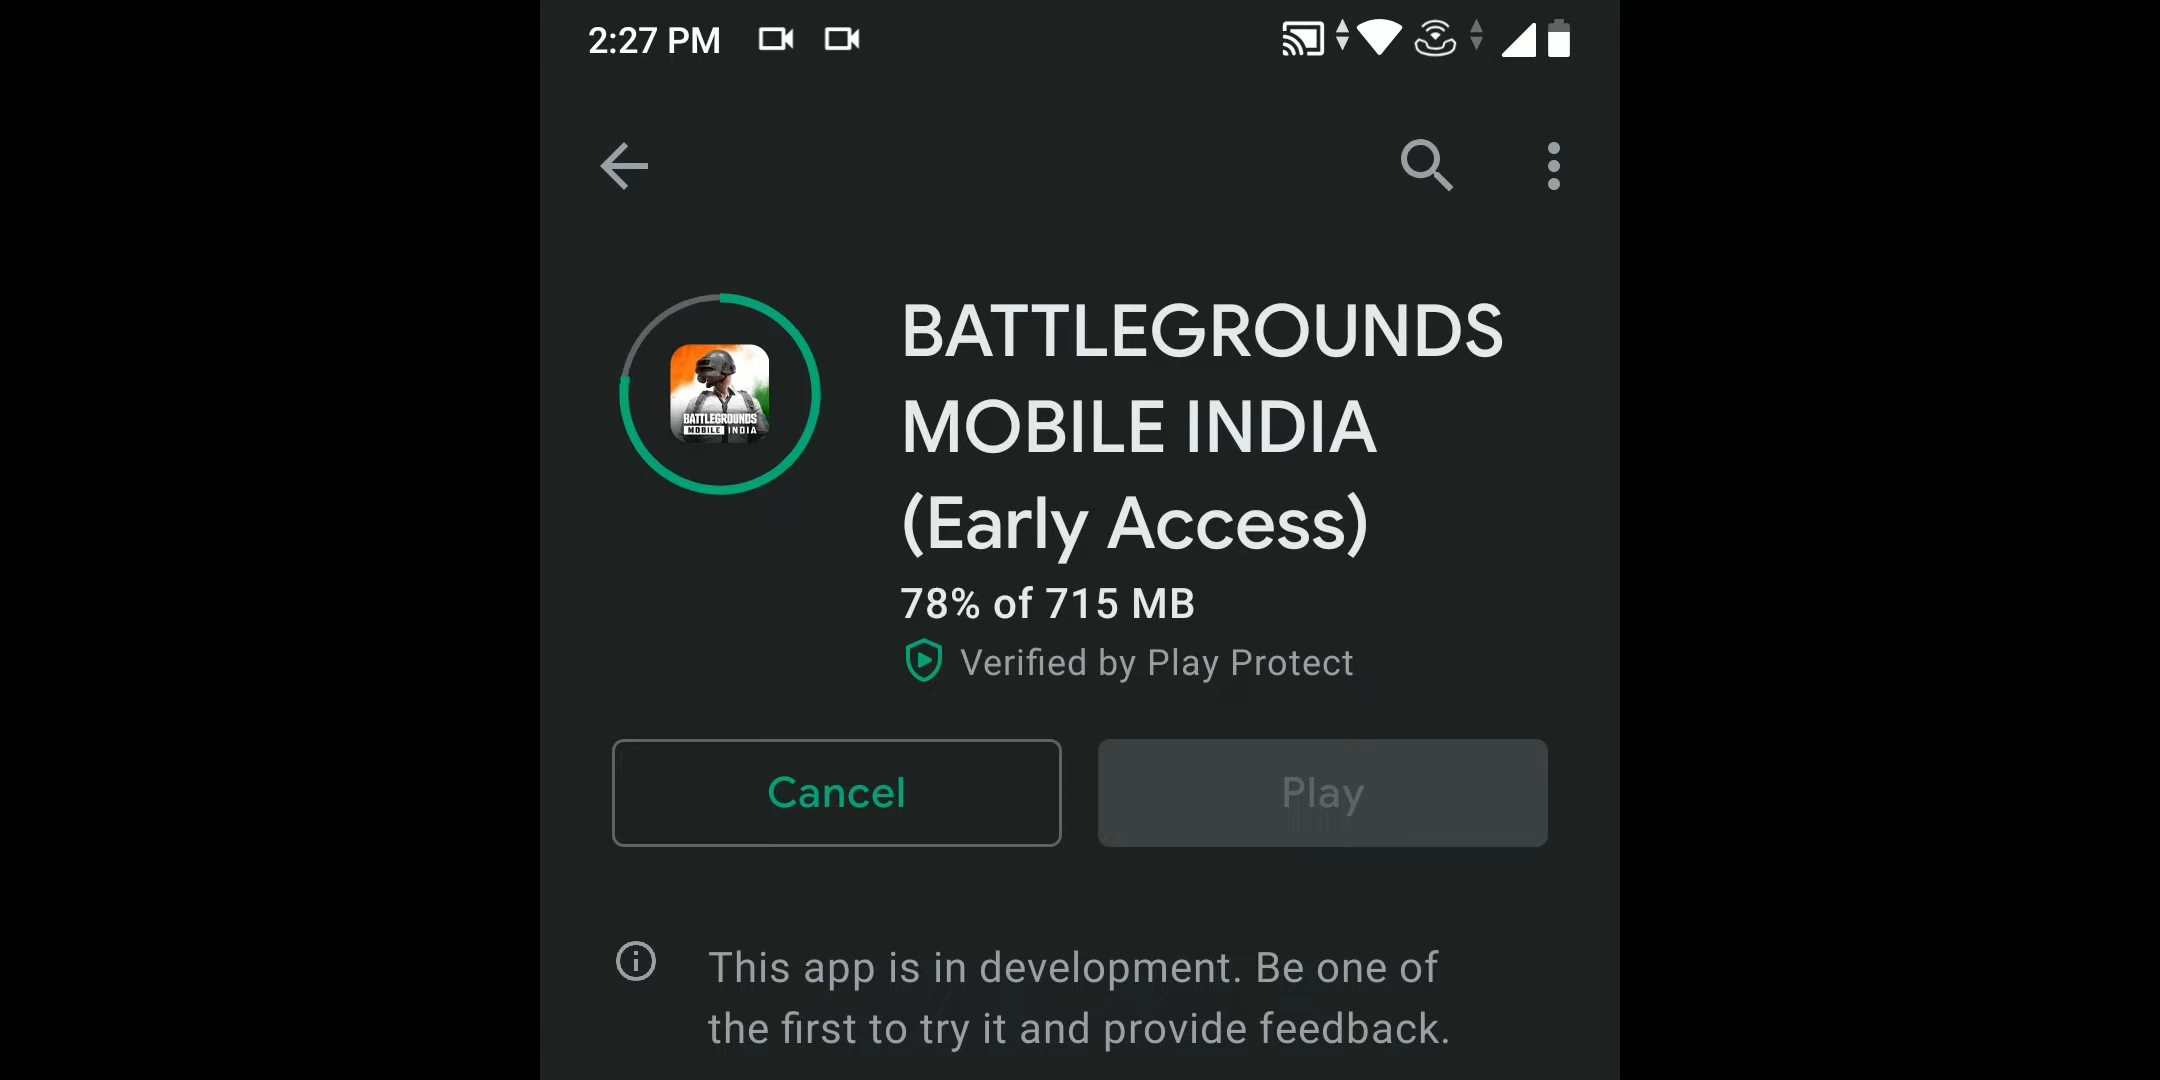 2:27 PM
BATTLEGROUNDS
MOBILE INDIA
(Early Access)
BATTLEGROUNDS
MOBILE INDIA
78% of 715 MB
Verified by Play Protect
Cancel
Play
This app is in development. Be one of
the first to try it and provide feedback.